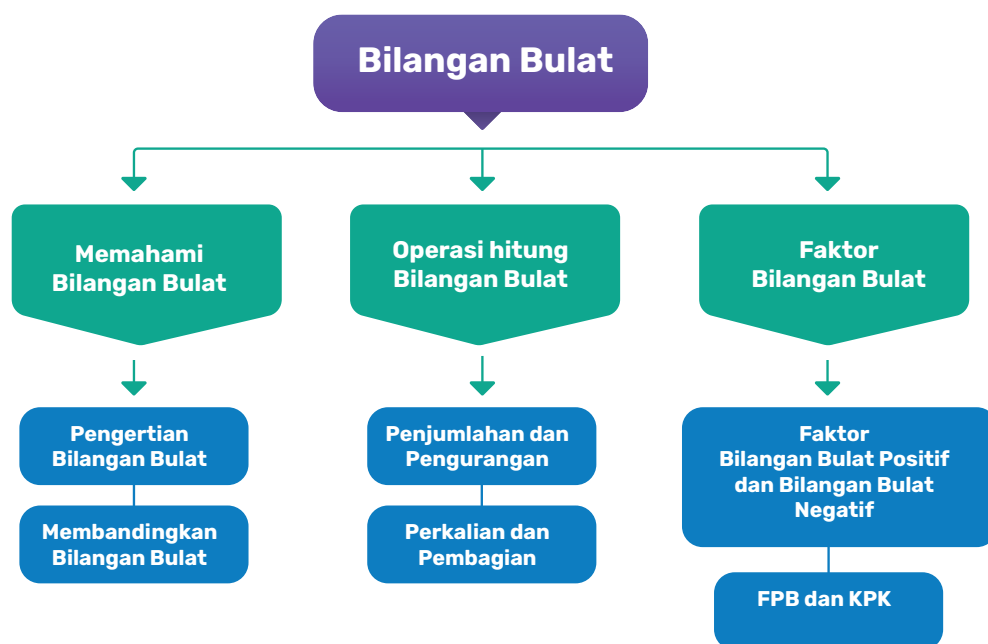 Bilangan Bulat
Memahami
Bilangan Bulat
Operasi hitung
Bilangan Bulat
Faktor
Bilangan Bulat
Pengertian
Bilangan Bulat
Membandingkan
Bilangan Bulat
Penjumlahan dan
Pengurangan
Perkalian dan
Pembagian
Faktor
Bilangan Bulat Positif
dan Bilangan Bulat
Negatif
FPB dan KPK